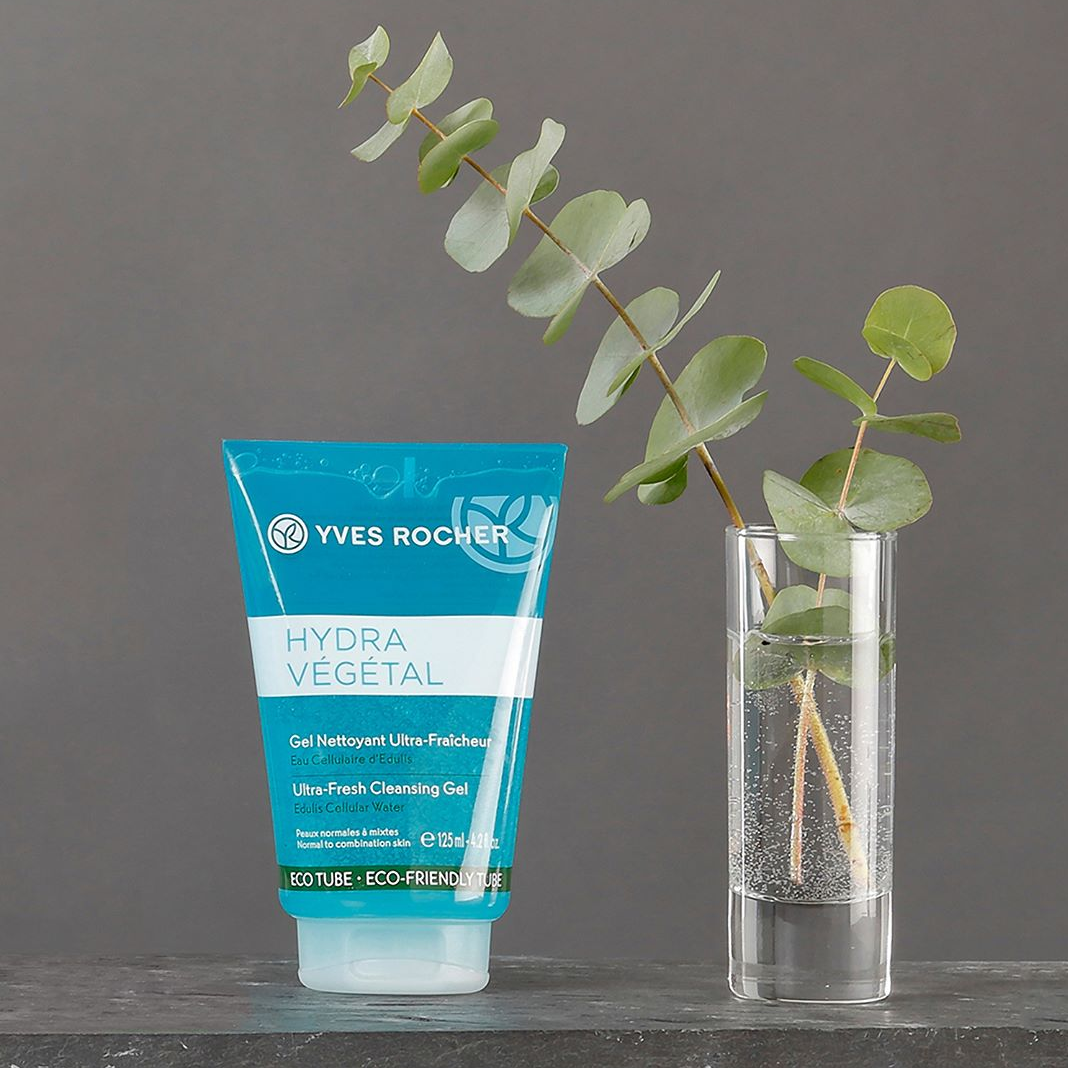 YVES ROCHER
HYDRA
VÉGÉTAL
Gel Nettoyant Ultra-Fraîcheur
Eau Cellulaire d'Edulis
Ultra-Fresh Cleansing Gel
Edulis Cellular Water
Peaux normales à mixtes
Normal to combination skin
℮ 125 ml - 4.2 fl. oz.
ECO TUBE • ECO-FRIENDLY TUBE